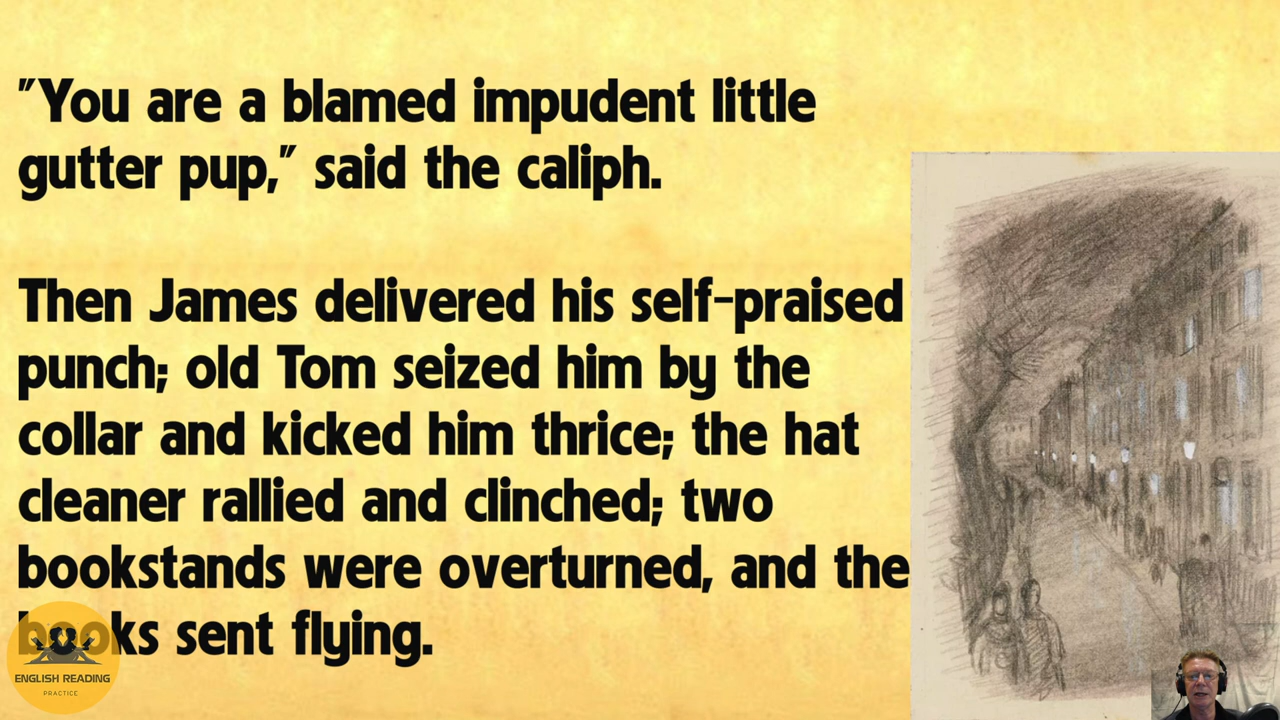 "You are a blamed impudent little
gutter pup," said the caliph.
Then James delivered his self-praised
punch; old Tom seized him by the
collar and kicked him thrice; the hat
cleaner rallied and clinched; two
bookstands were overturned, and the
books sent flying.
ENGLISH READING
PRACTICE